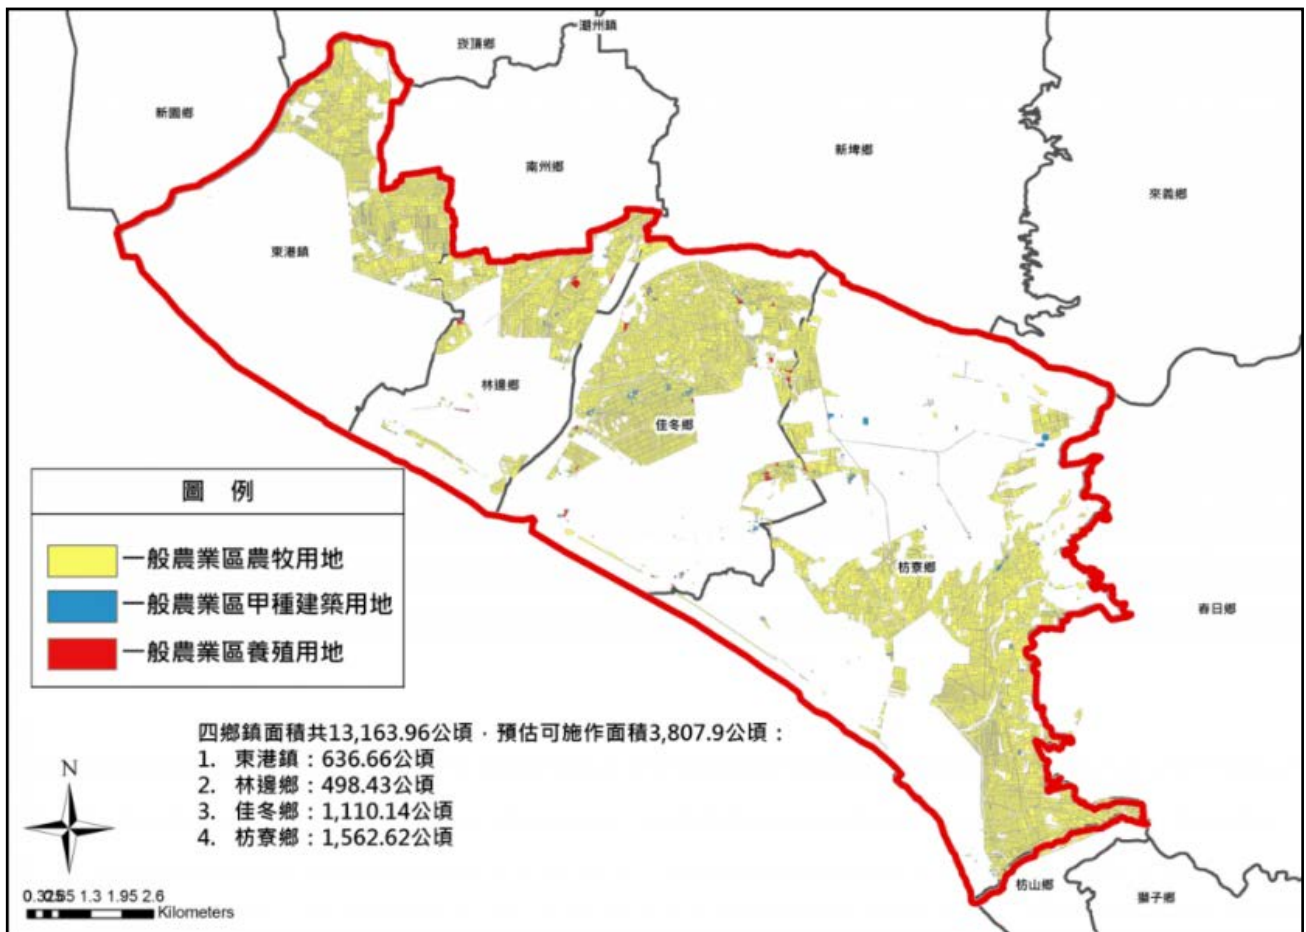 潮州鎮
崁頂鄉
新園鄉
南州鄉
新埤鄉
來義鄉
東港鎮
林邊鄉
佳冬鄉
枋寮鄉
春日鄉
圖 例
一般農業區農牧用地
一般農業區甲種建築用地
一般農業區養殖用地
四鄉鎮面積共13,163.96公頃，預估可施作面積3,807.9公頃：
1. 東港鎮：636.66公頃
2. 林邊鄉：498.43公頃
3. 佳冬鄉：1,110.14公頃
4. 枋寮鄉：1,562.62公頃
N
枋山鄉
獅子鄉
1.3 1.95 2.6
Kilometers